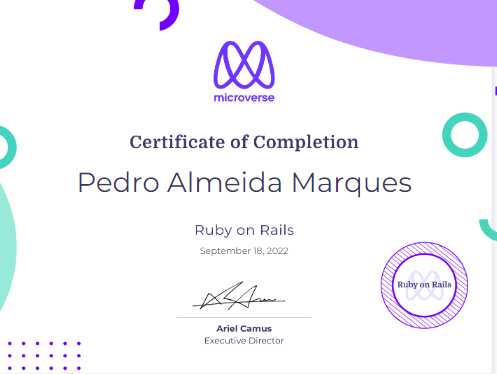 microverse
Certificate of Completion
Pedro Almeida Marques
Ruby on Rails
September 18, 2022
Ruby on Rails
Ariel Camus
Executive Director